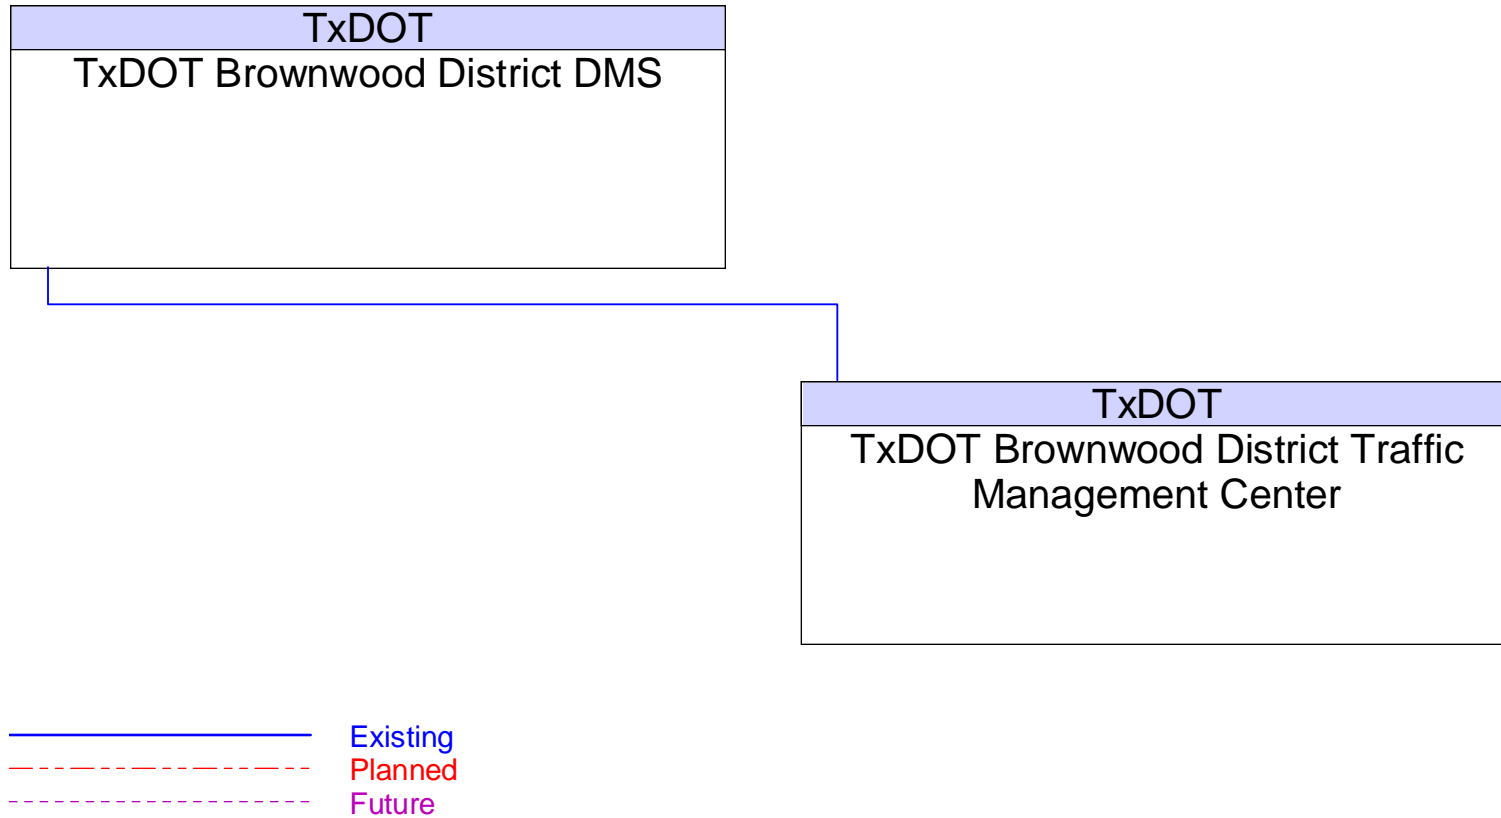 TxDOT
TxDOT Brownwood District DMS
TxDOT
TxDOT Brownwood District Traffic
Management Center
Existing
Planned
Future